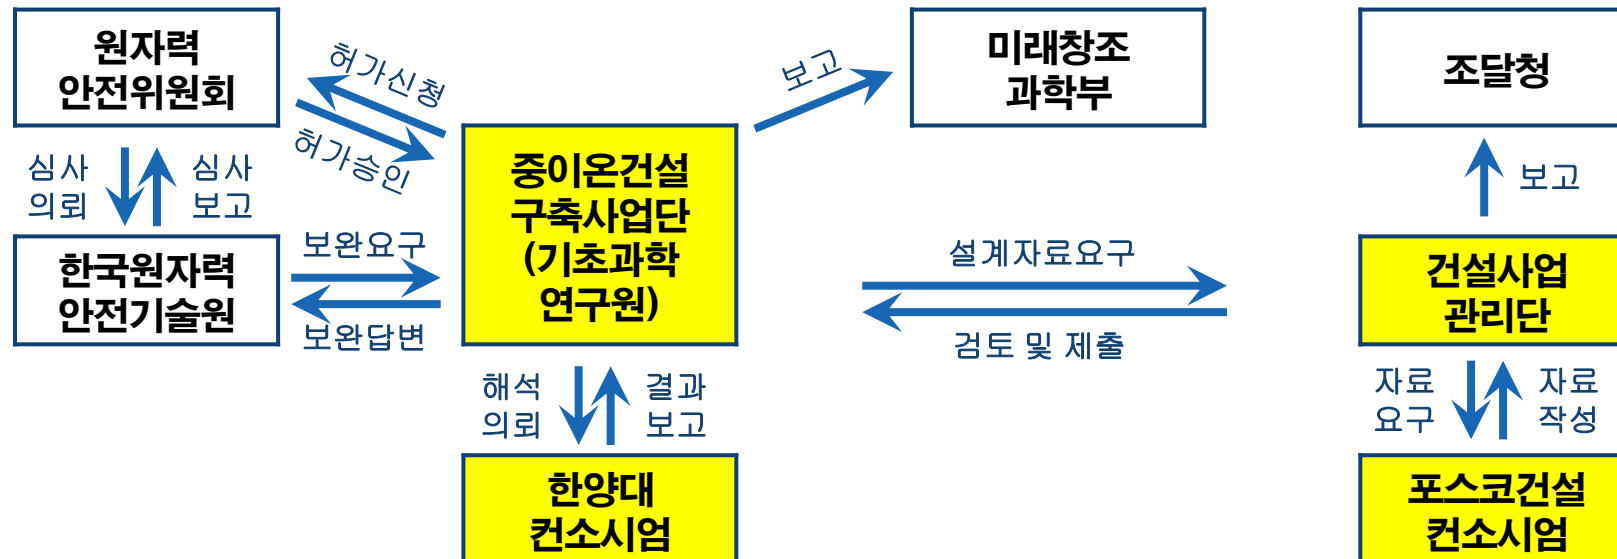 원자력
안전위원회
허가신청
허가승인
보고
미래창조
과학부
조달청
심사
의뢰
심사
보고
중이온건설
구축사업단
(기초과학
연구원)
보고
한국원자력
안전기술원
보완요구
보완답변
설계자료요구
검토 및 제출
건설사업
관리단
해석
의뢰
결과
보고
자료
요구
자료
작성
한양대
컨소시엄
포스코건설
컨소시엄